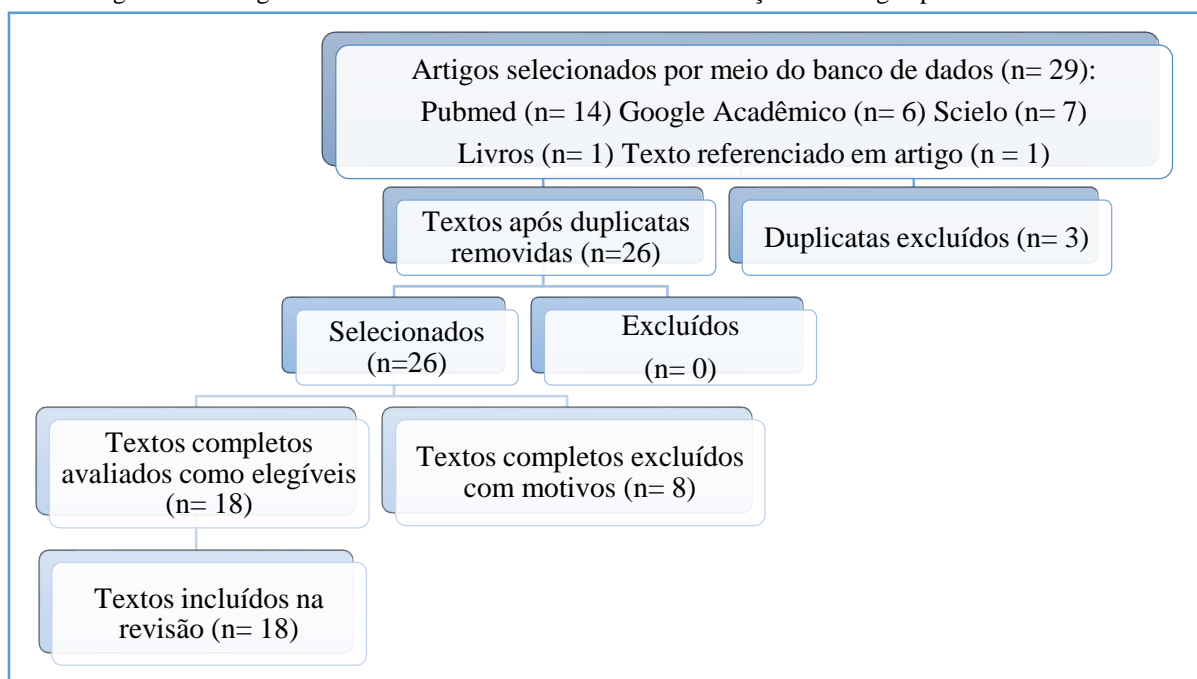 Artigos selecionados por meio do banco de dados (n= 29):
Pubmed (n= 14) Google Acadêmico (n= 6) Scielo (n= 7)
Livros (n= 1) Texto referenciado em artigo (n = 1)
Textos após duplicatas
removidas (n=26)
Duplicatas excluídos (n= 3)
Selecionados
(n=26)
Excluídos
(n= 0)
Textos completos
avaliados como elegíveis
(n= 18)
Textos completos excluídos
com motivos (n= 8)
Textos incluídos na
revisão (n= 18)